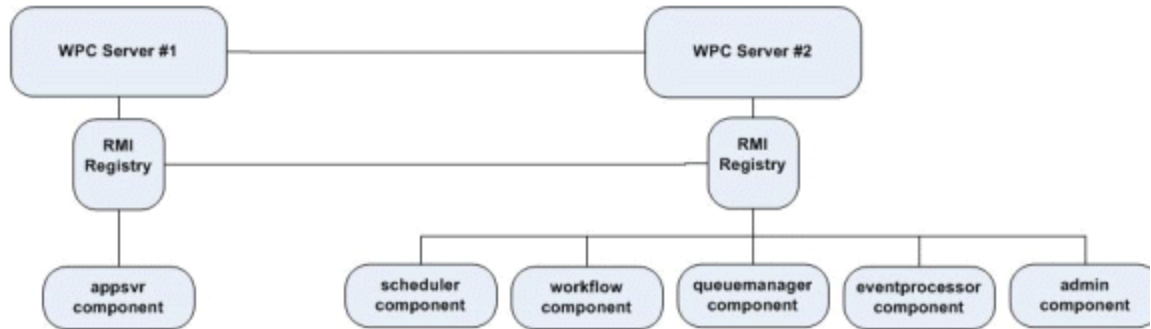 WPC Server #1
WPC Server #2
RMI
Registry
RMI
Registry
appsvr
component
scheduler
component
workflow
component
queuemanager
component
eventprocessor
component
admin
component